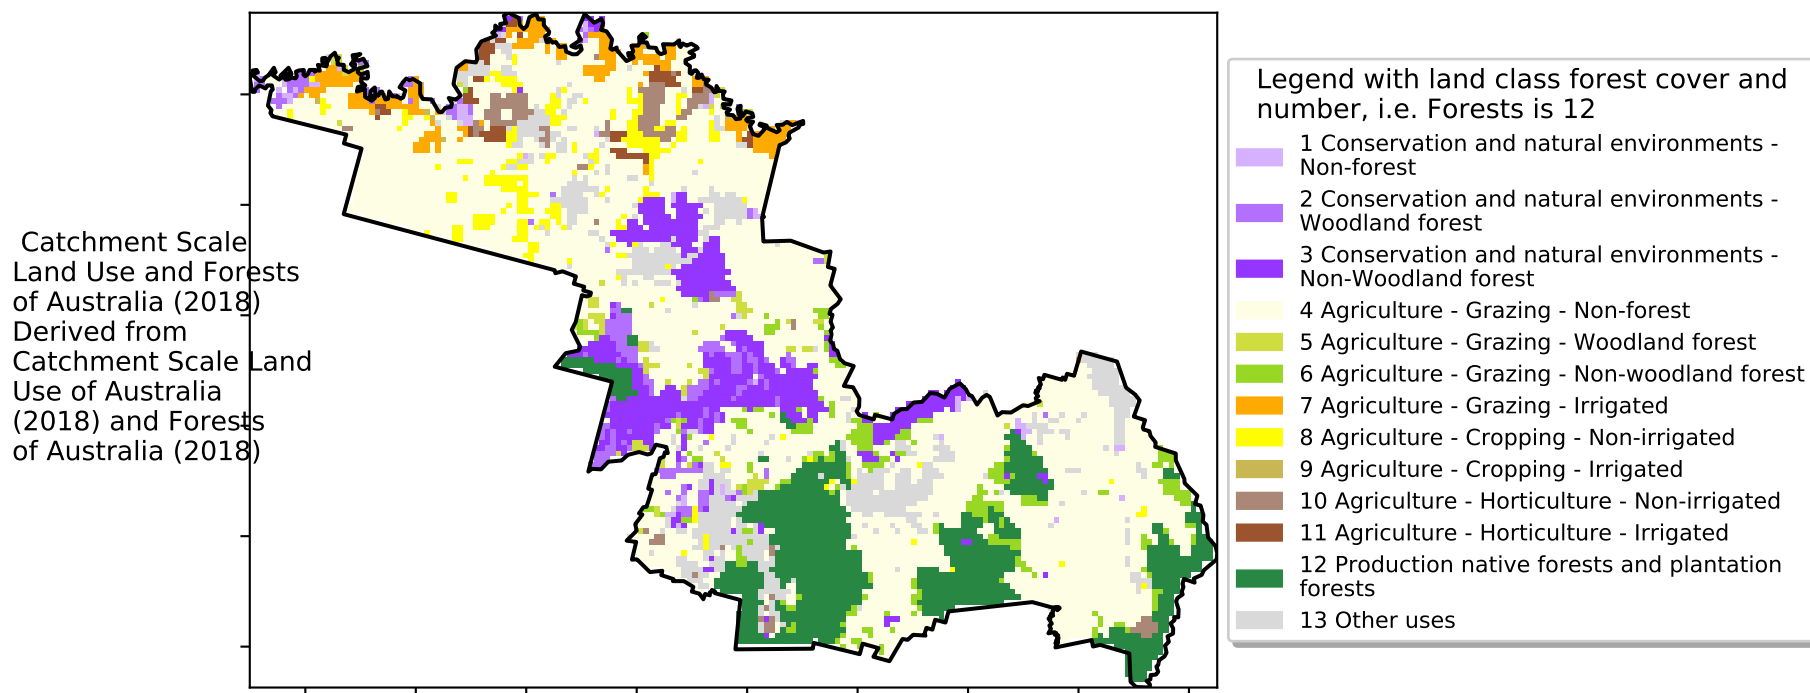 Catchment Scale
Land Use and Forests
of Australia (2018)
Derived from
Catchment Scale Land
Use of Australia
(2018) and Forests
of Australia (2018)
Legend with land class forest cover and
number, i.e. Forests is 12
1 Conservation and natural environments -
Non-forest
2 Conservation and natural environments -
Woodland forest
3 Conservation and natural environments -
Non-Woodland forest
4 Agriculture - Grazing - Non-forest
5 Agriculture - Grazing - Woodland forest
6 Agriculture - Grazing - Non-woodland forest
7 Agriculture - Grazing - Irrigated
8 Agriculture - Cropping - Non-irrigated
9 Agriculture - Cropping - Irrigated
10 Agriculture - Horticulture - Non-irrigated
11 Agriculture - Horticulture - Irrigated
12 Production native forests and plantation
forests
13 Other uses